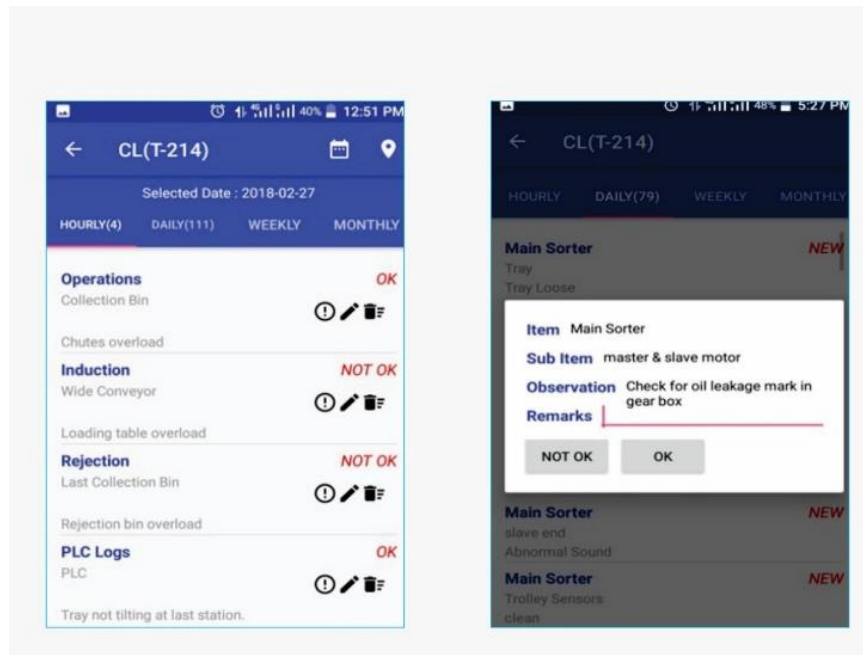 40% 12:51 PM
CL(T-214)
Selected Date : 2018-02-27
HOURLY(4) DAILY(111) WEEKLY MONTHLY
Operations OK
Collection Bin
Chutes overload
Induction NOT OK
Wide Conveyor
Loading table overload
Rejection NOT OK
Last Collection Bin
Rejection bin overload
PLC Logs OK
PLC
Tray not tilting at last station.
48% 5:27 PM
CL(T-214)
HOURLY DAILY(79) WEEKLY MONTHLY
Main Sorter NEW
Tray
Tray Loose
Item Main Sorter
Sub Item master & slave motor
Observation Check for oil leakage mark in
gear box
Remarks
NOT OK OK
Main Sorter NEW
slave end
Abnormal Sound
Main Sorter NEW
Trolley Sensors
clean